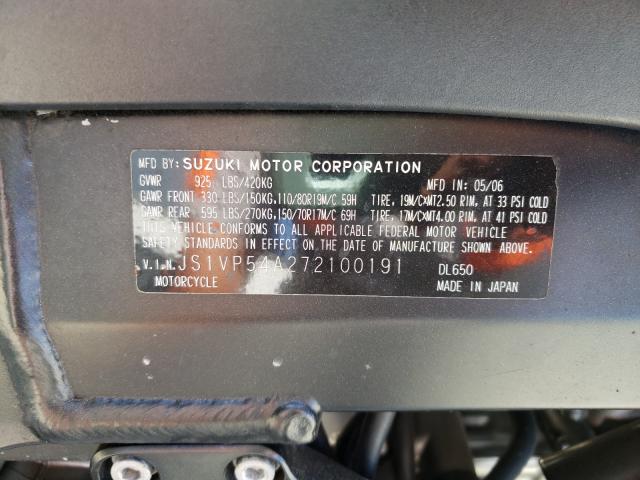 MFD BY: SUZUKI MOTOR CORPORATION
GVWR 925 LBS/420KG MFD IN: 05/06
GAWR FRONT 330 LBS/150KG,110/80R19M/C 59H TIRE, 19M/CXMT2.50 RIM, AT 33 PSI COLD
GAWR REAR 595 LBS/270KG,150/70R17M/C 69H TIRE, 17M/CXMT4.00 RIM, AT 41 PSI COLD
THIS VEHICLE CONFORMS TO ALL APPLICABLE FEDERAL MOTOR VEHICLE
SAFETY STANDARDS IN EFFECT ON THE DATE OF MANUFACTURE SHOWN ABOVE.
V.I.N. JS1VP54A272100191 DL650
MOTORCYCLE MADE IN JAPAN